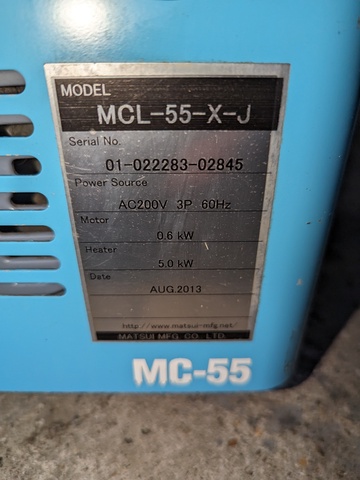 MODEL
MCL-55-X-J
Serial No.
01-022283-02845
Power Source
AC200V 3P 60Hz
Motor
0.6 kW
Heater
5.0 kW
Date
AUG.2013
http://www.matsui-mfg.net/
MATSUI MFG. CO. LTD.
MC-55